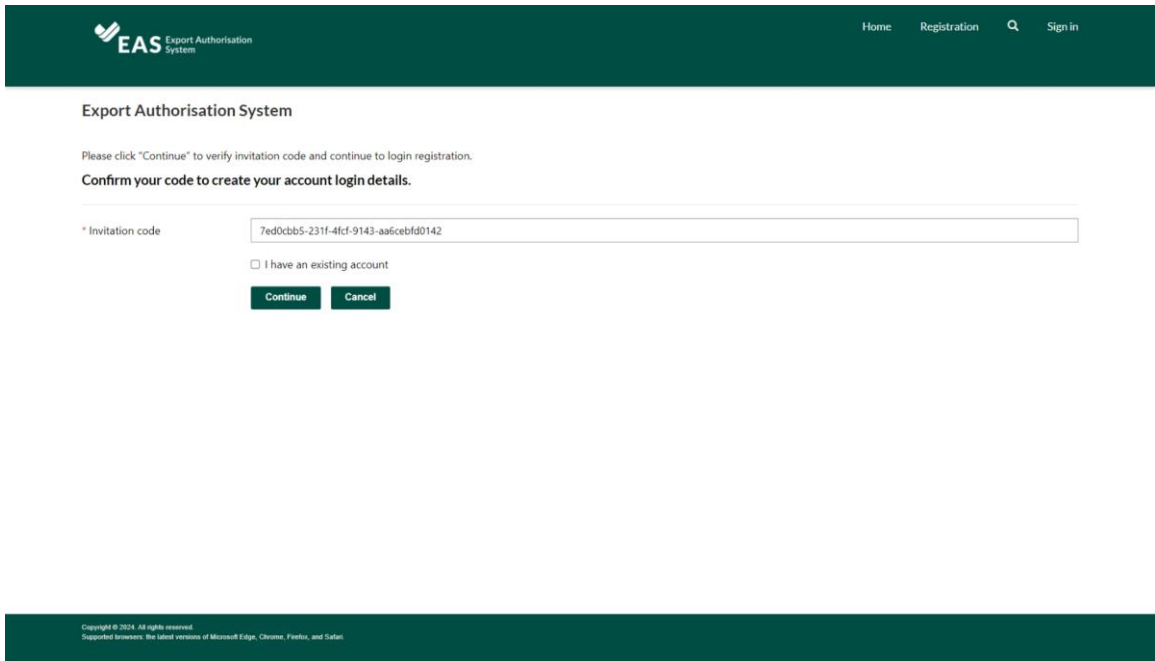 EAS Export Authorisation System
Home Registration Sign in
Export Authorisation System
Please click "Continue" to verify invitation code and continue to login registration.
Confirm your code to create your account login details.
* Invitation code 7ed0cbb5-231f-4fcf-9143-aa6cebfd0142
I have an existing account
Continue Cancel
Copyright © 2024. All rights reserved.
Supported browsers: the latest versions of Microsoft Edge, Chrome, Firefox, and Safari.